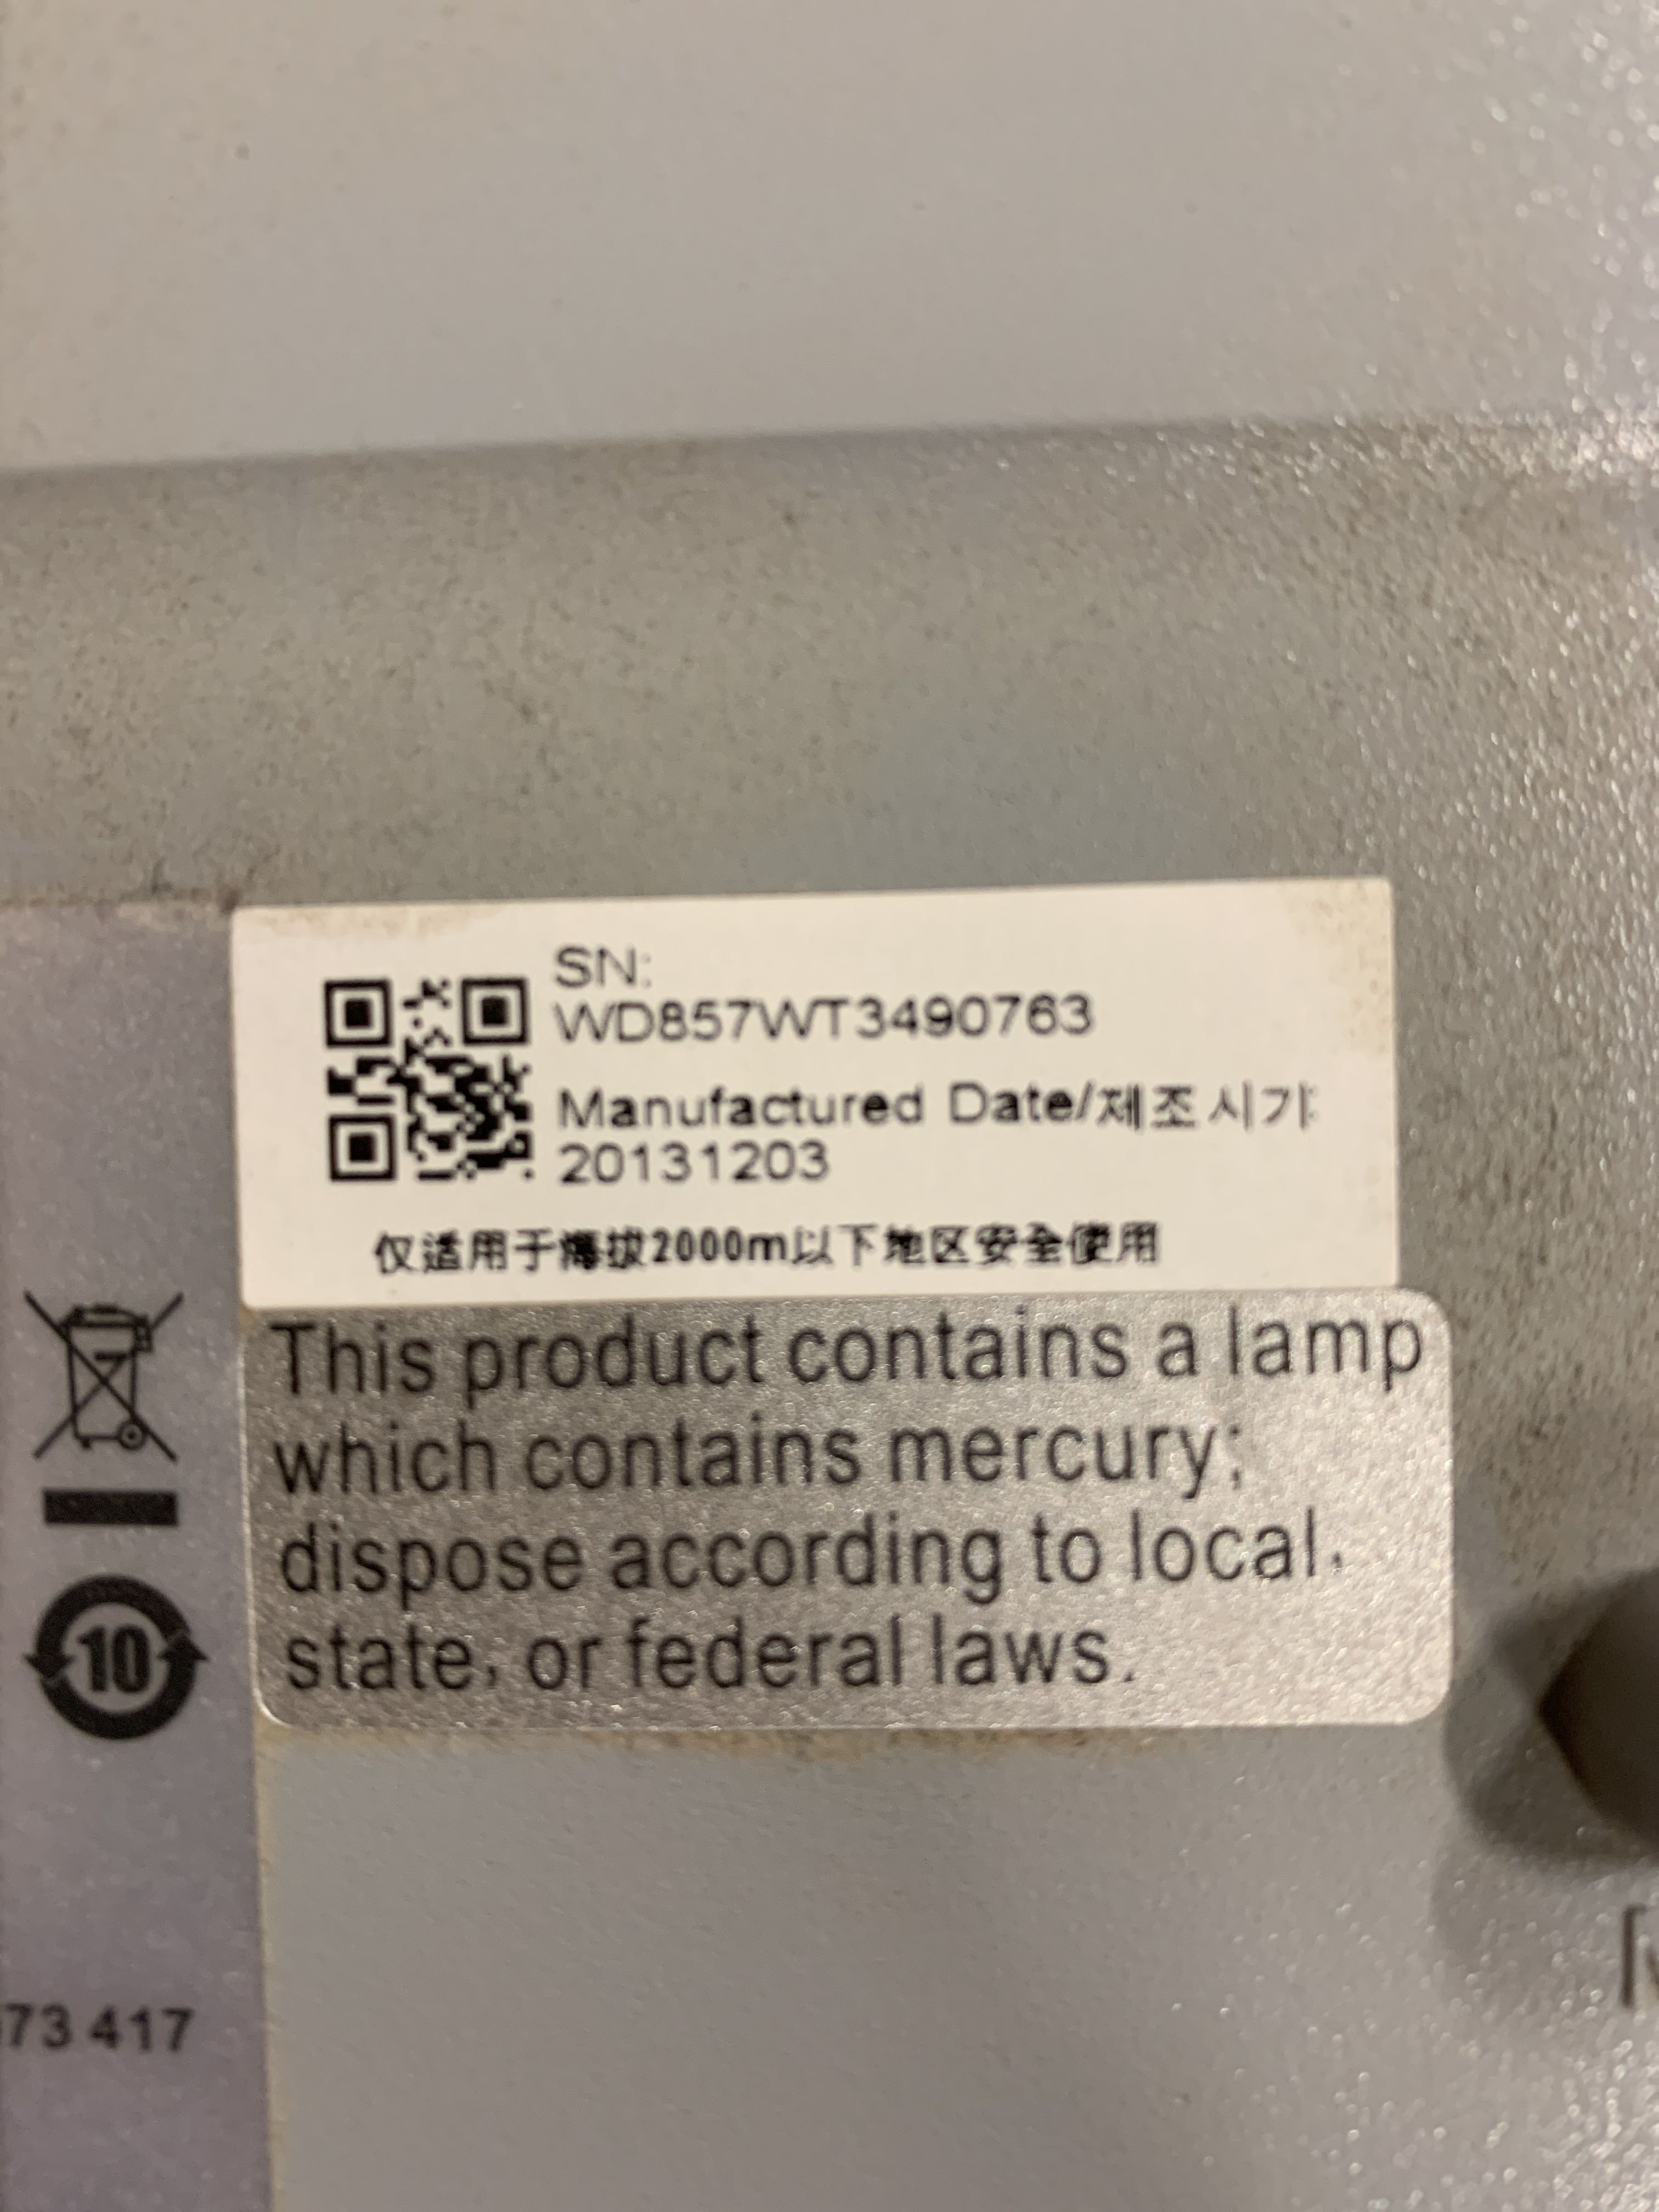 SN:
WD857WT3490763
Manufactured Date/제조시기:
20131203
仅适用于海拔2000m以下地区安全使用
This product contains a lamp
which contains mercury;
dispose according to local,
state, or federal laws.
10
73 417